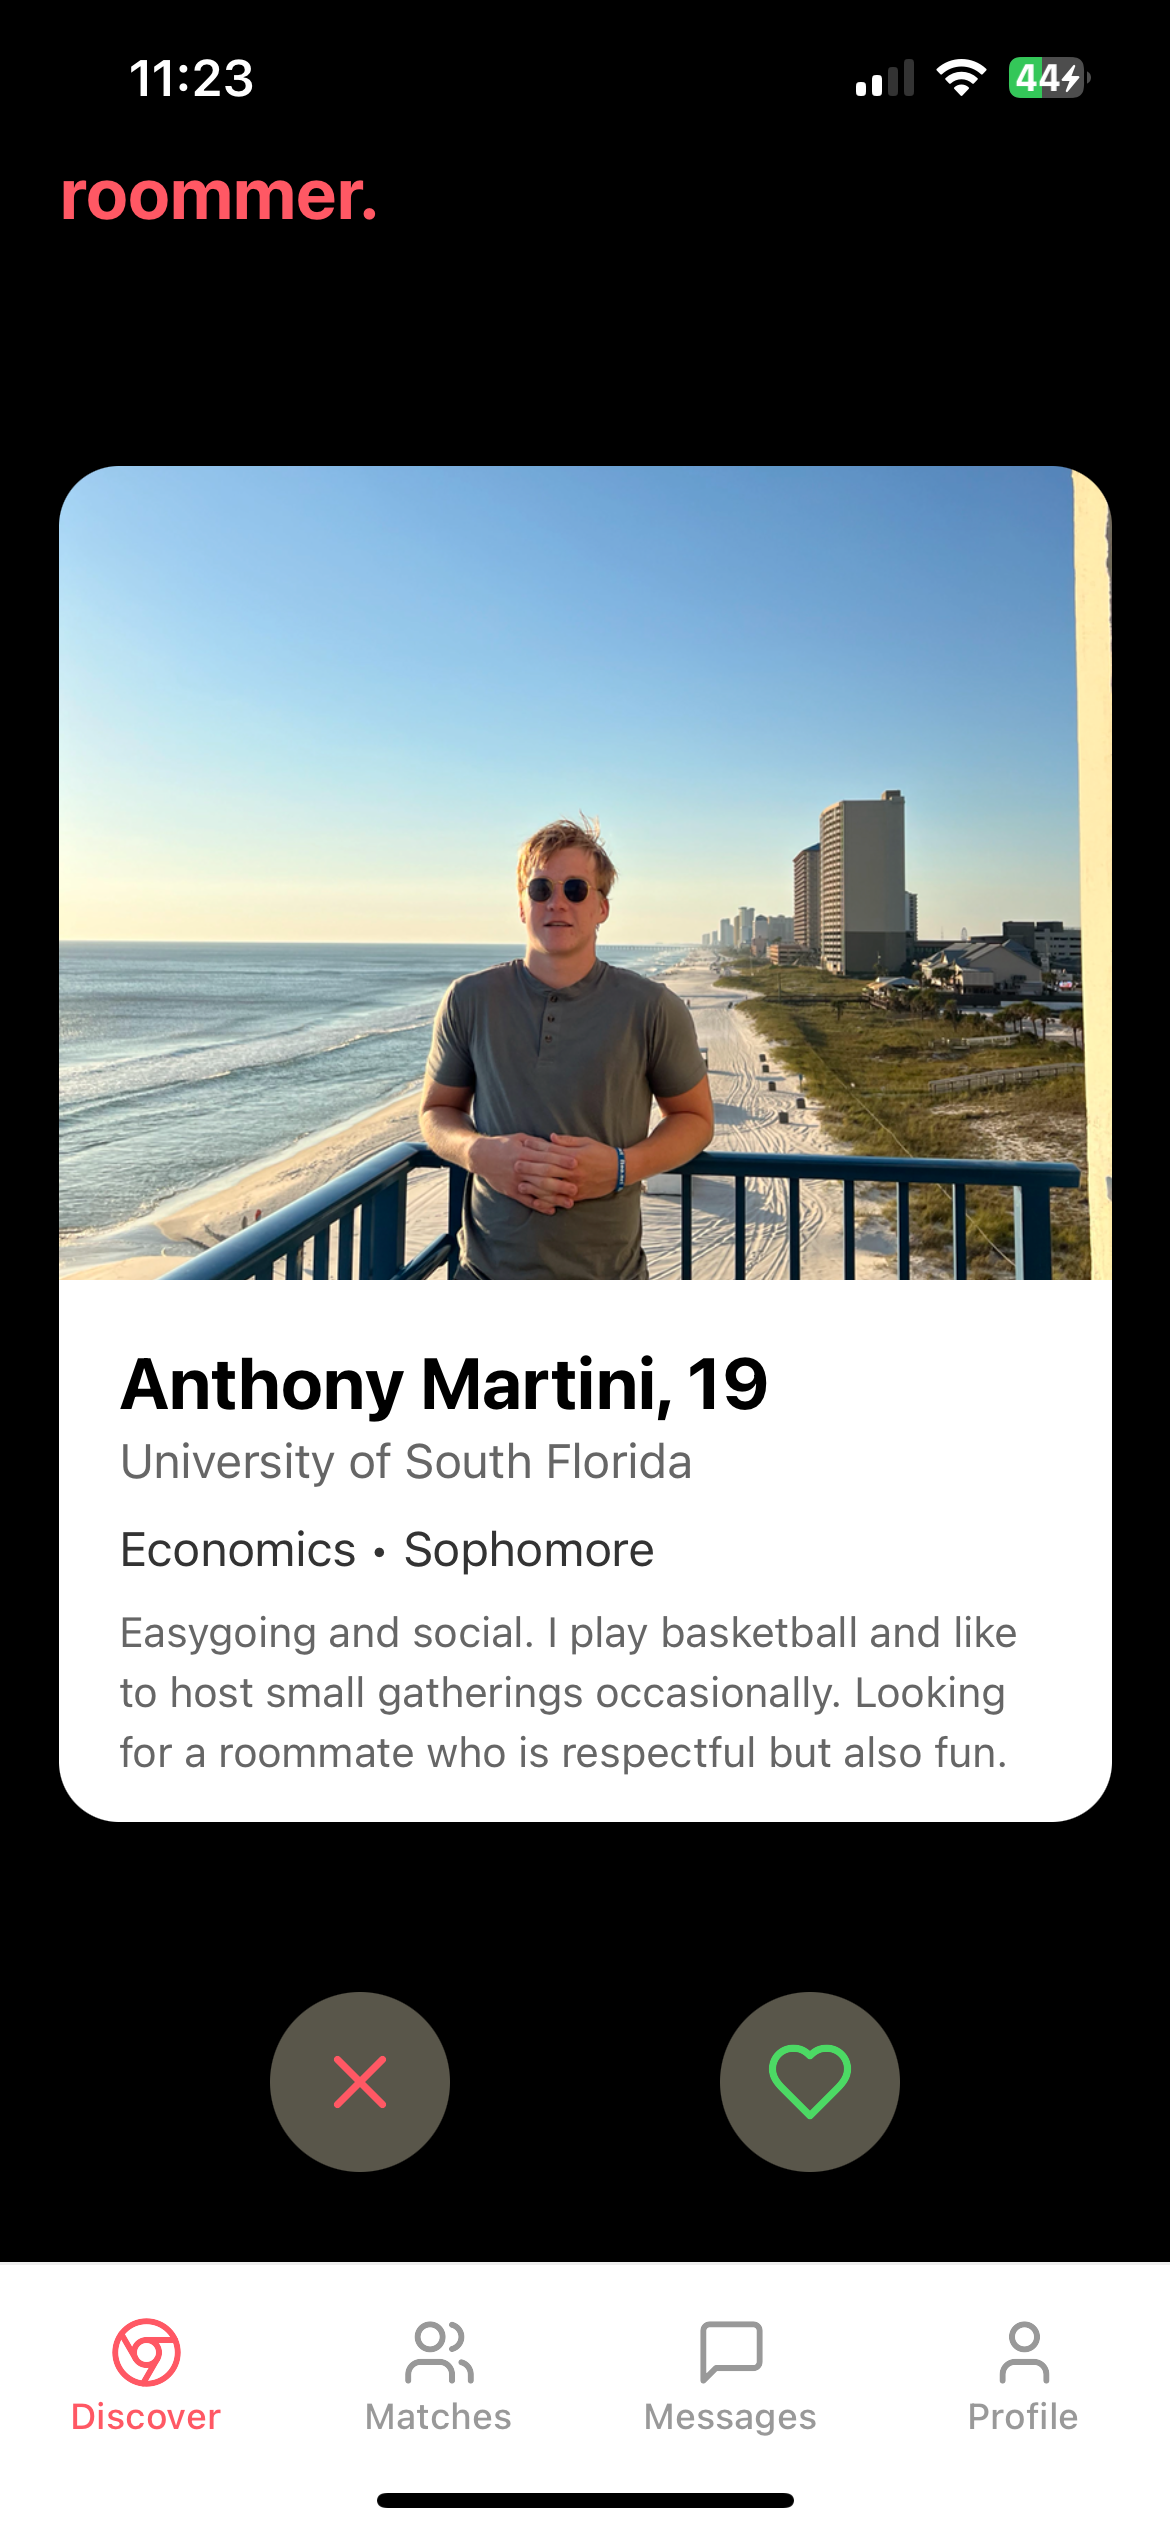 11:23
44
roommer.
Anthony Martini, 19
University of South Florida
Economics • Sophomore
Easygoing and social. I play basketball and like
to host small gatherings occasionally. Looking
for a roommate who is respectful but also fun.
Discover
Matches
Messages
Profile